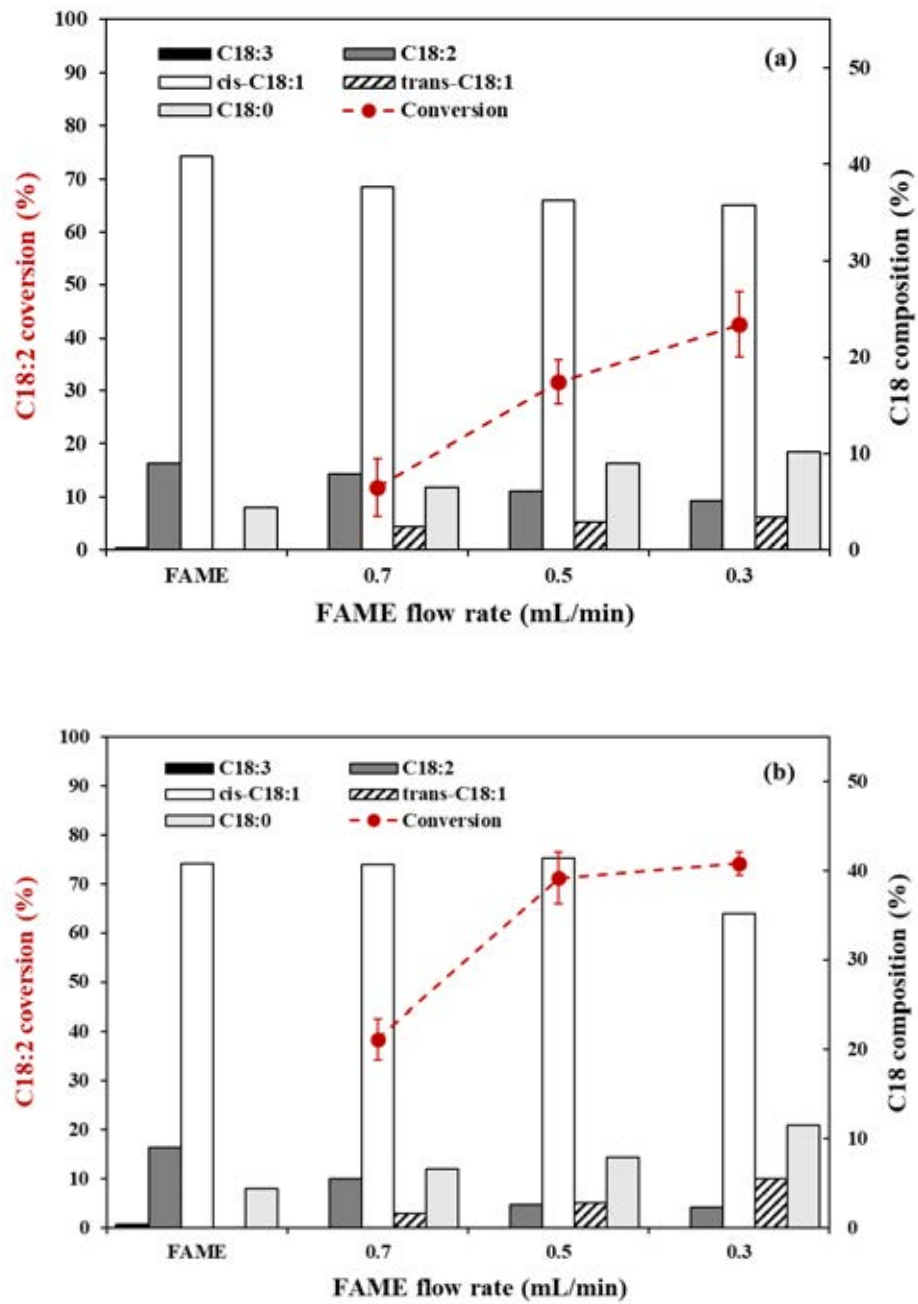 100
90
80
70
60
50
40
30
20
10
0
C18:2 coversion (%)
C18:3 C18:2
cis-C18:1 trans-C18:1
C18:0 Conversion
(a)
50
40
30
20
10
0
C18 composition (%)
FAME 0.7 0.5 0.3
FAME flow rate (mL/min)
100
90
80
70
60
50
40
30
20
10
0
C18:2 coversion (%)
C18:3 C18:2
cis-C18:1 trans-C18:1
C18:0 Conversion
(b)
50
40
30
20
10
0
C18 composition (%)
FAME 0.7 0.5 0.3
FAME flow rate (mL/min)